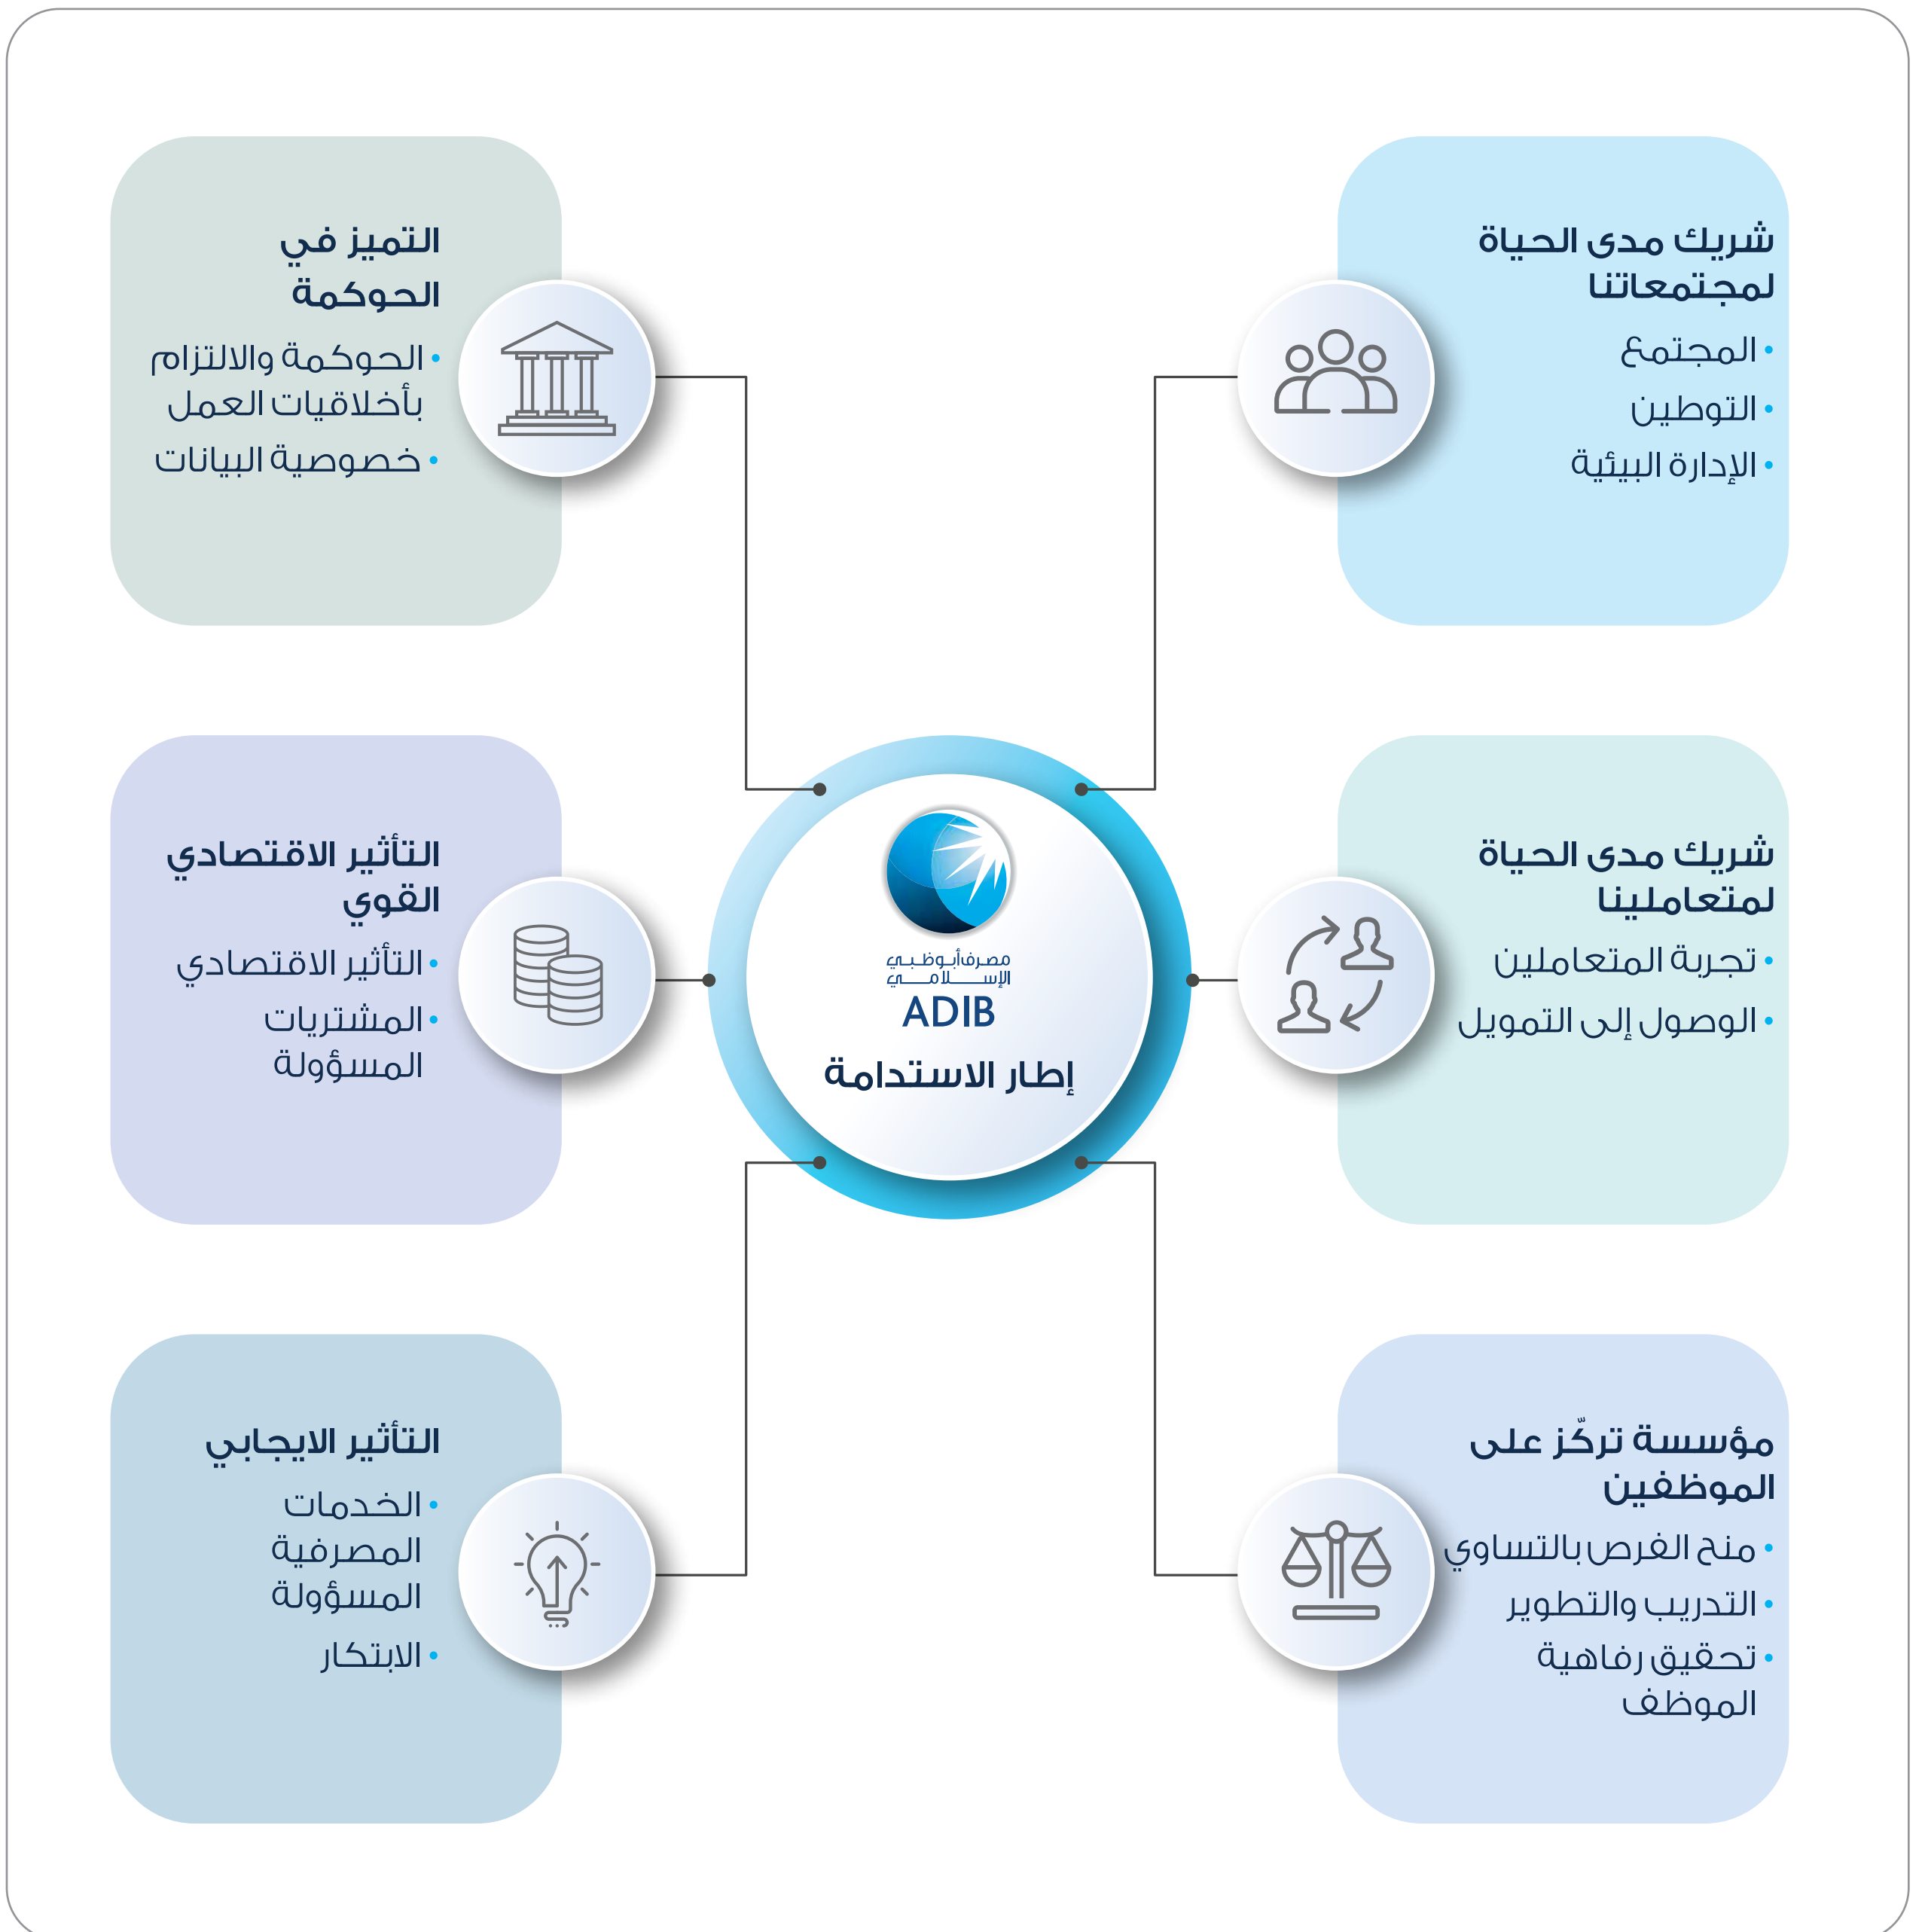 شريك مدى الحياة
لمجتمعاتنا
• المجتمع
• التوطين
• الإدارة البيئية
التميز في
الحوكمة
• الحوكمة والالتزام
بأخلاقيات العمل
• خصوصية البيانات
شريك مدى الحياة
لمتعاملينا
• تجربة المتعاملين
• الوصول إلى التمويل
مصرف أبوظبي
الإسلامي
ADIB
إطار الاستدامة
التأثير الاقتصادي
القوي
• التأثير الاقتصادي
• المشتريات
المسؤولة
مؤسسة تركّز على
الموظفين
• منح الفرص بالتساوي
• التدريب والتطوير
• تحقيق رفاهية
الموظف
التأثير الايجابي
• الخدمات
المصرفية
المسؤولة
• الابتكار